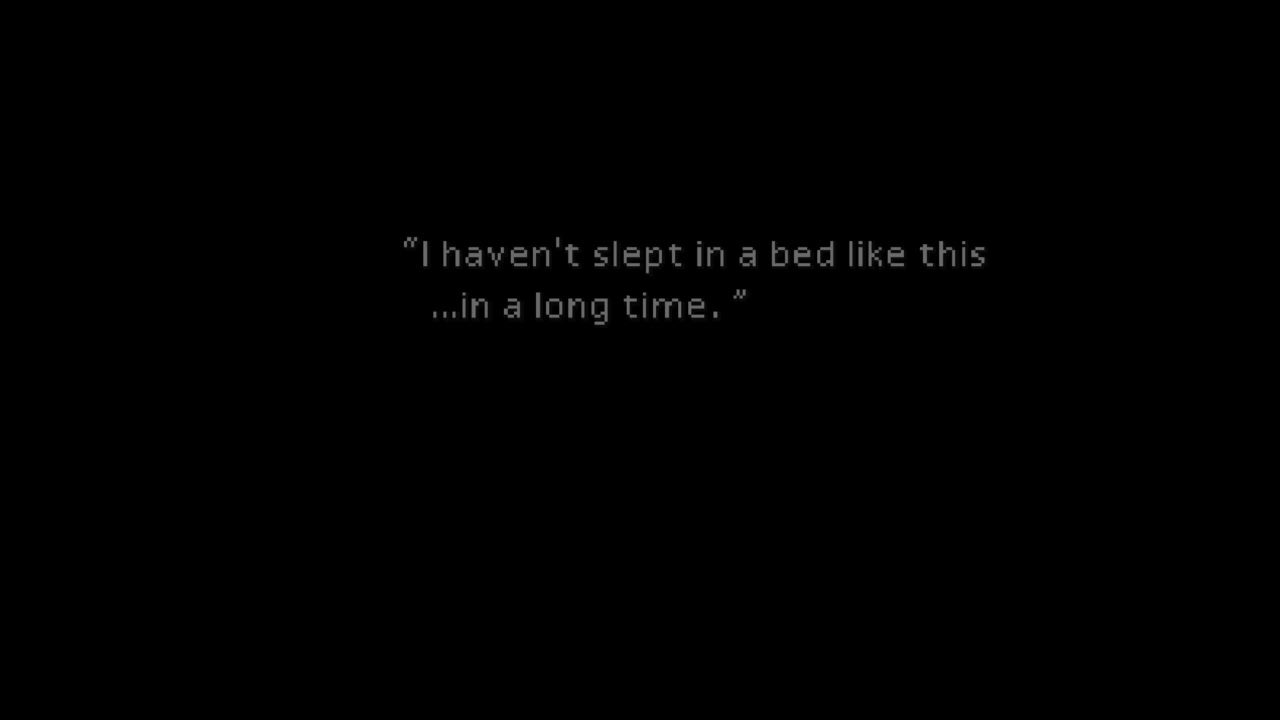 “I haven't slept in a bed like this
...in a long time. ”